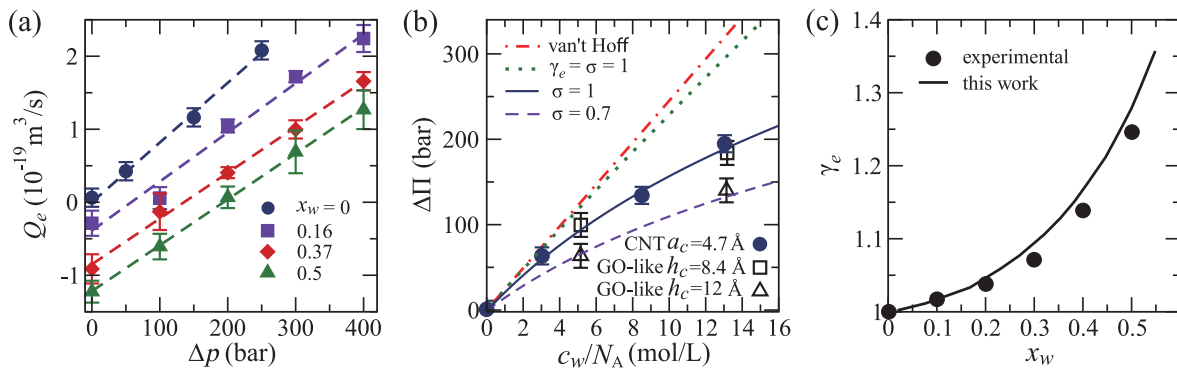 (a)
2
1
0
-1
Q_e (10^-19 m^3/s)
x_w = 0
0.16
0.37
0.5
0 100 200 300 400
Δp (bar)
(b)
300
200
100
0
ΔΠ (bar)
van't Hoff
γ_e = σ = 1
σ = 1
σ = 0.7
CNT a_c=4.7 Å
GO-like h_c=8.4 Å
GO-like h_c=12 Å
0 2 4 6 8 10 12 14 16
c_w/N_A (mol/L)
(c)
1.4
1.3
1.2
1.1
1
γ_e
experimental
this work
0 0.1 0.2 0.3 0.4 0.5
x_w